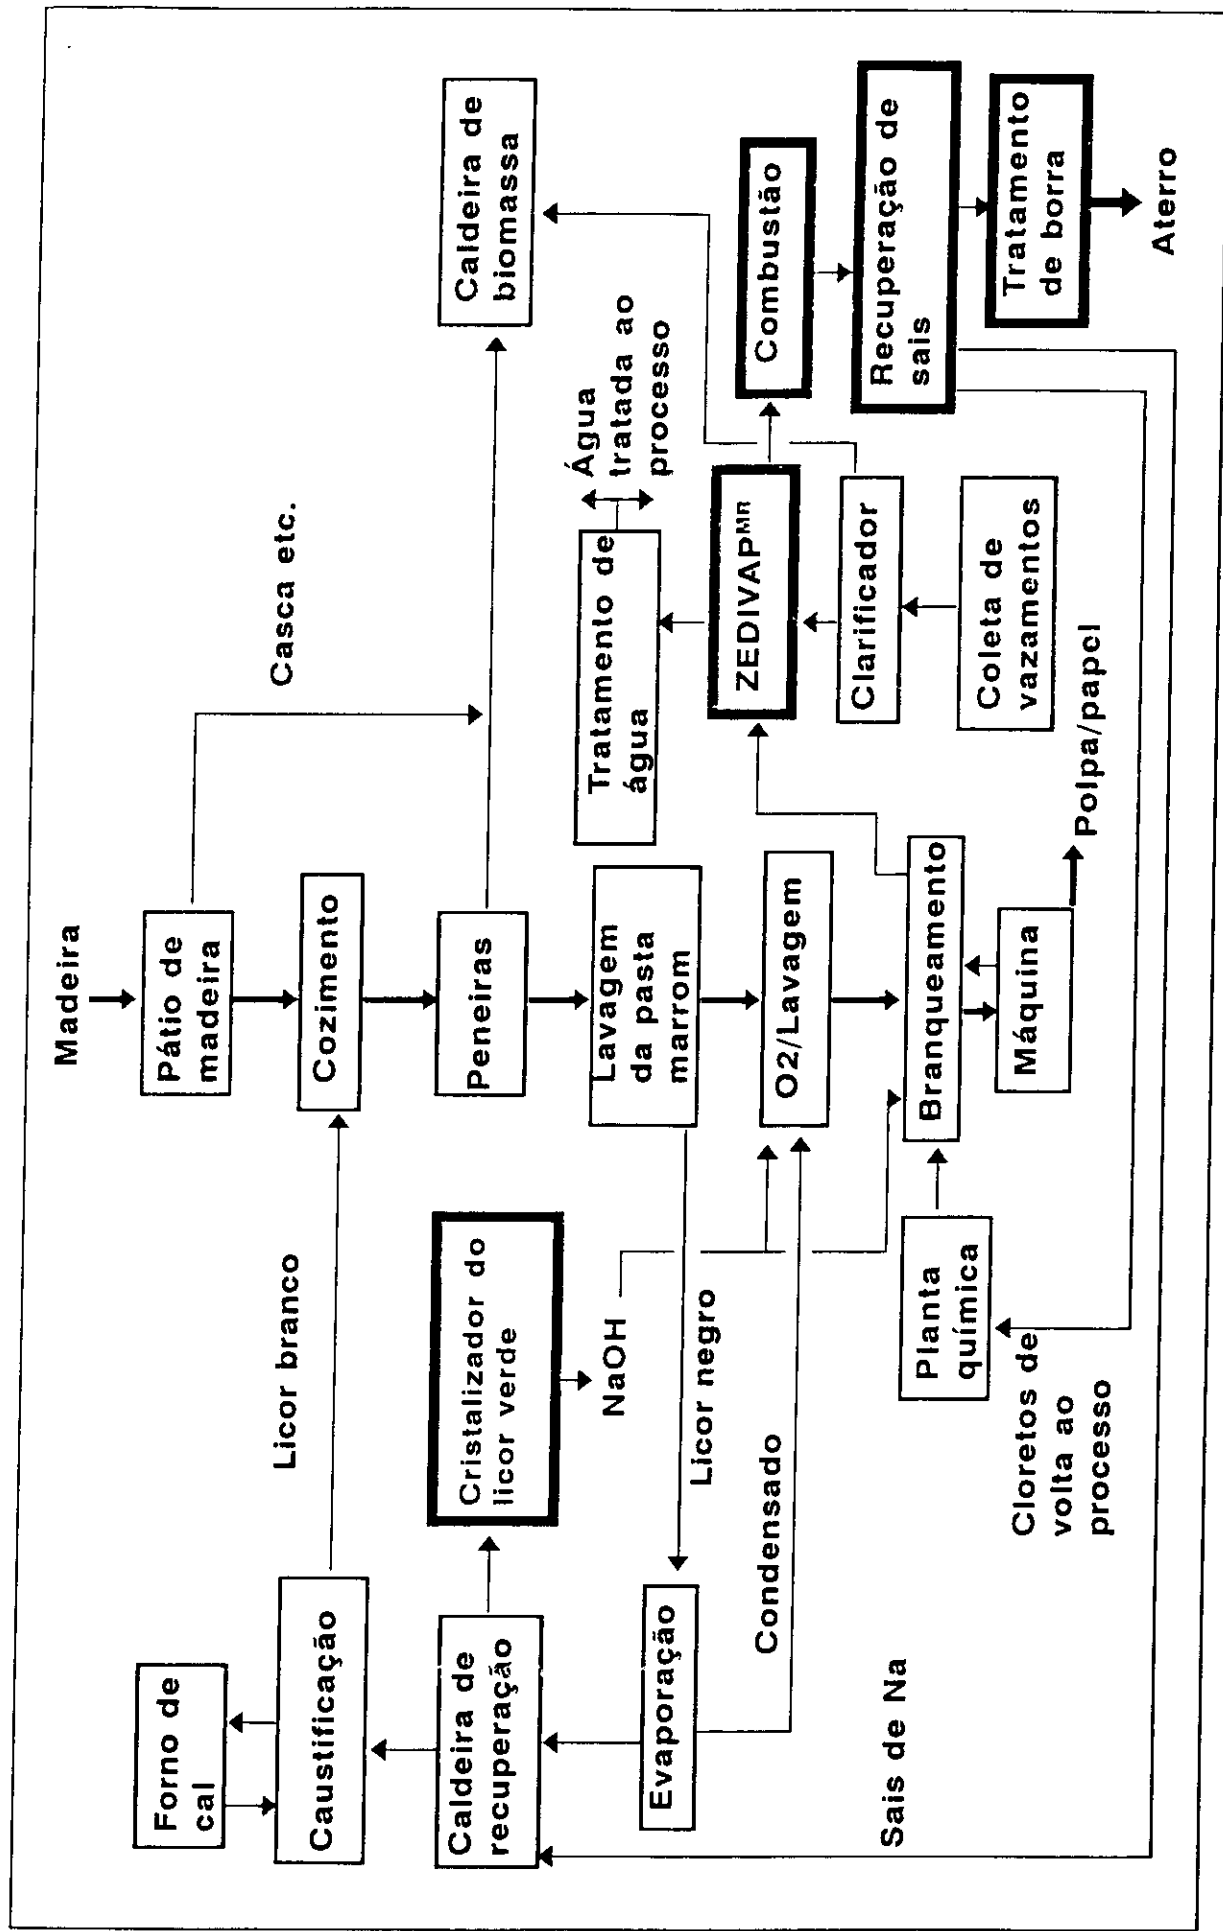 Madeira
Forno de
cal
Pátio de
madeira
Casca etc.
Licor branco
Caustificação
Cozimento
Caldeira de
recuperação
Cristalizador do
licor verde
Peneiras
Caldeira de
biomassa
NaOH
Lavagem
da pasta
marrom
Tratamento de
água
Água
tratada ao
processo
Evaporação
Licor negro
Condensado
O2/Lavagem
ZEDIVAPᴹᴿ
Combustão
Sais de Na
Clarificador
Recuperação de
sais
Planta
química
Branqueamento
Coleta de
vazamentos
Tratamento
de borra
Cloretos de
volta ao
processo
Máquina
Polpa/papel
Aterro